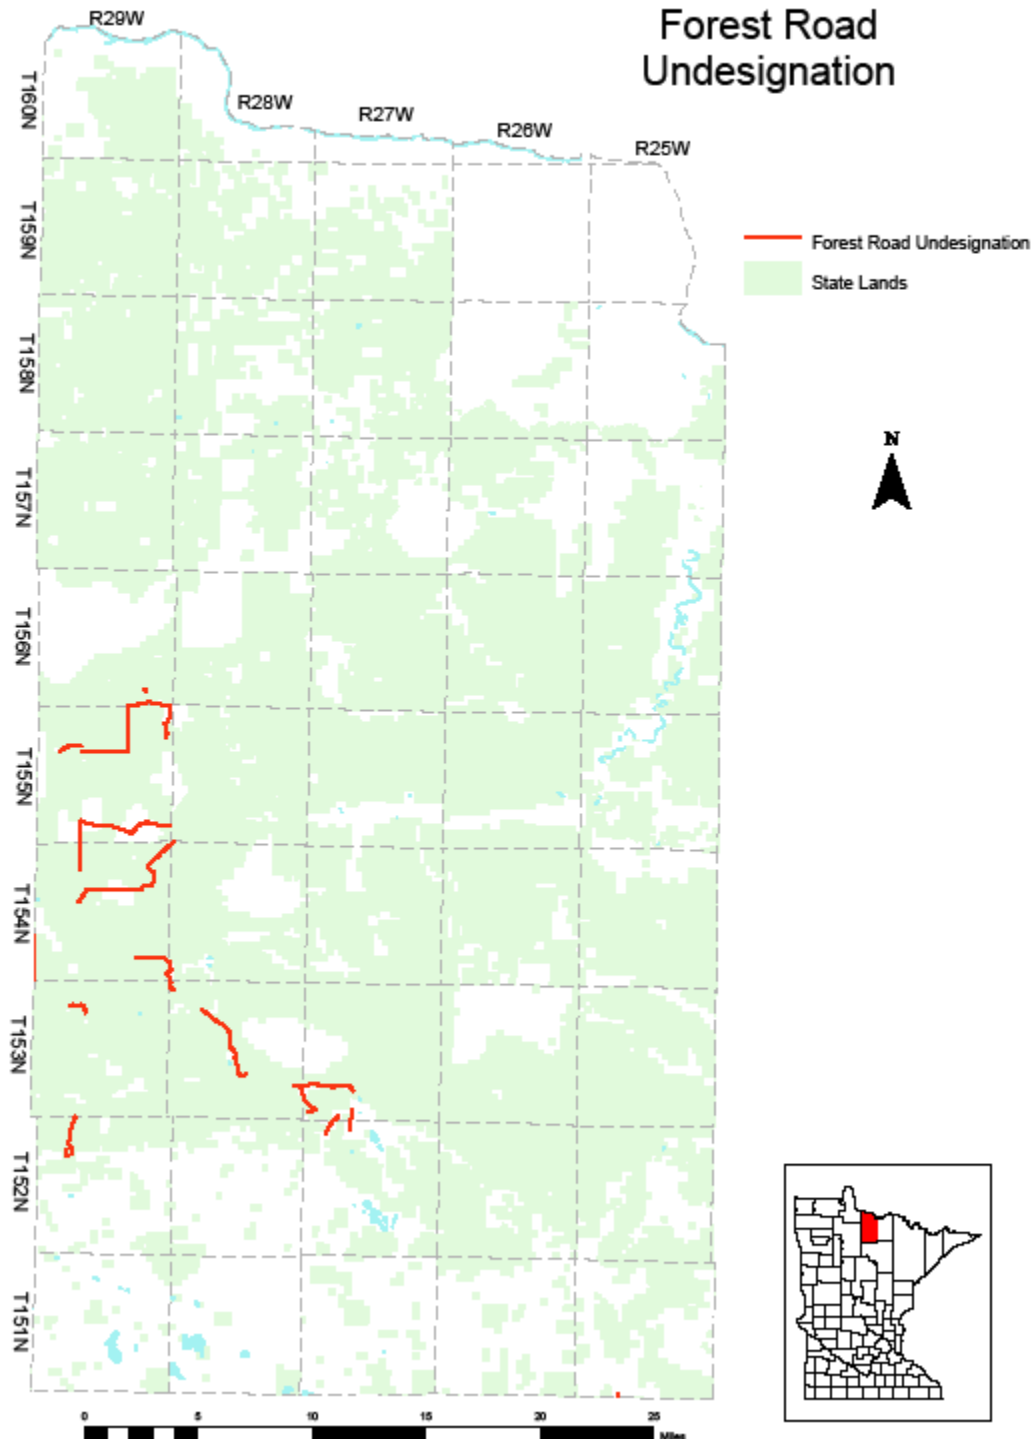 Forest Road
Undesignation
R29W
R28W
R27W
R26W
R25W
T160N
T159N
T158N
T157N
T156N
T155N
T154N
T153N
T152N
T151N
Forest Road Undesignation
State Lands
N
0 5 10 15 20 25
Miles